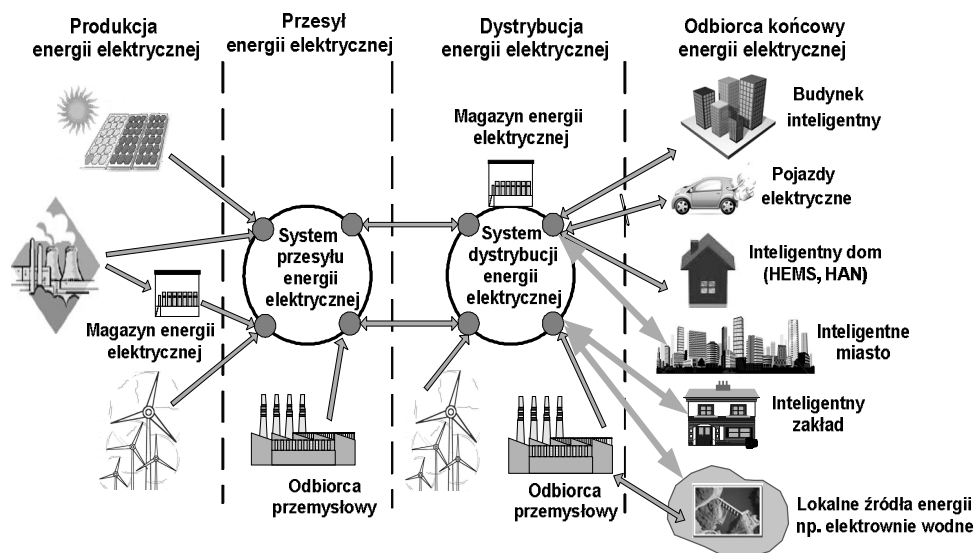 Produkcja
energii elektrycznej
Przesył
energii elektrycznej
Dystrybucja
energii elektrycznej
Odbiorca końcowy
energii elektrycznej
Magazyn energii
elektrycznej
Budynek
inteligentny
Pojazdy
elektryczne
System
przesyłu
energii
elektrycznej
System
dystrybucji
energii
elektrycznej
Inteligentny dom
(HEMS, HAN)
Magazyn energii
elektrycznej
Inteligentne
miasto
Inteligentny
zakład
Odbiorca
przemysłowy
Odbiorca
przemysłowy
Lokalne źródła energii
np. elektrownie wodne